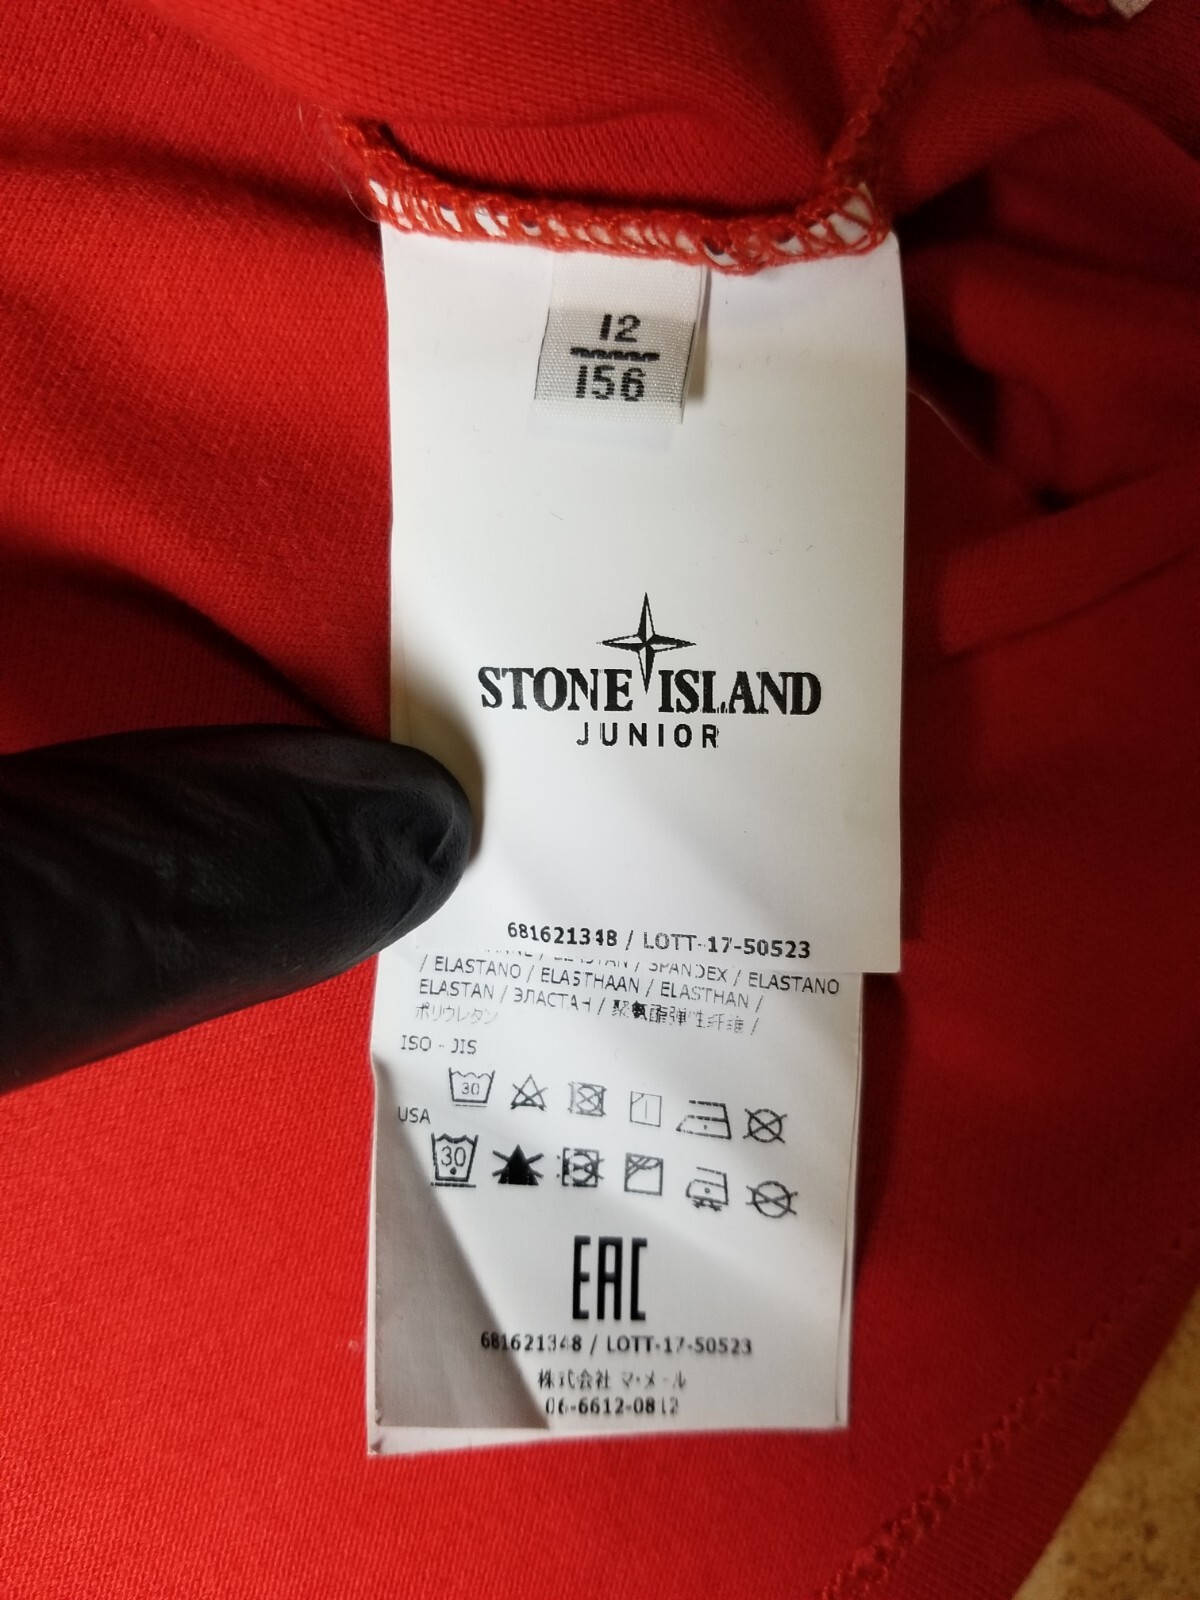 12
156
STONE ISLAND
JUNIOR
681621348 / LOTT-17-50523
/ ELASTAN / SPANDEX / ELASTANO
/ ELASTANO / ELASTHAAN / ELASTHAN /
ELASTAN / ЭЛАСТАН / 聚氨酯弹性纤维 /
ポリウレタン
ISO - JIS
30
USA
30
EAC
681621348 / LOTT-17-50523
株式会社 マ・メール
06-6612-0812